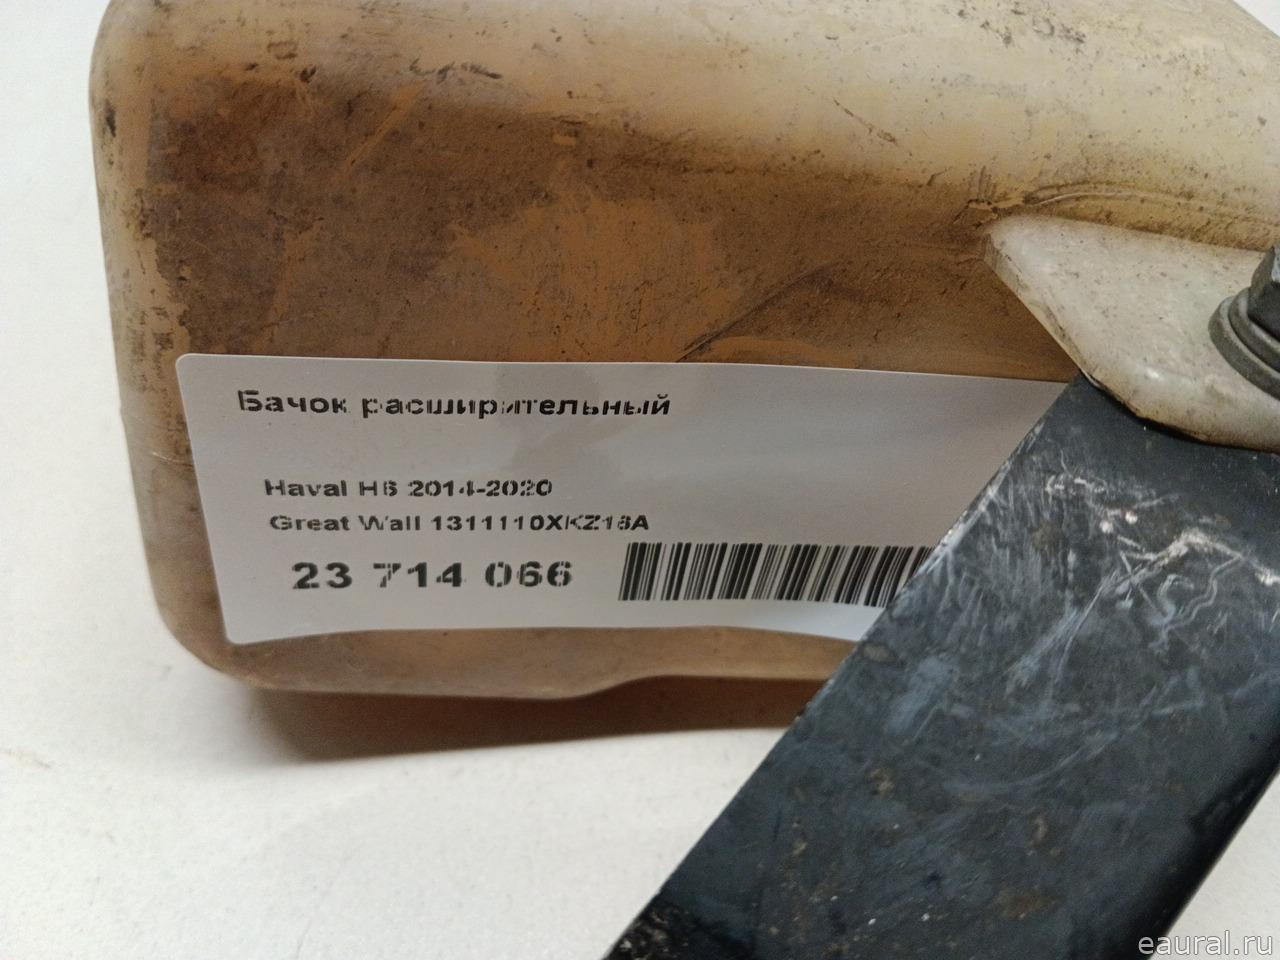 Бачок расширительный
Haval H6 2014-2020
Great Wall 1311110XKZ16A
23 714 066
eaural.ru